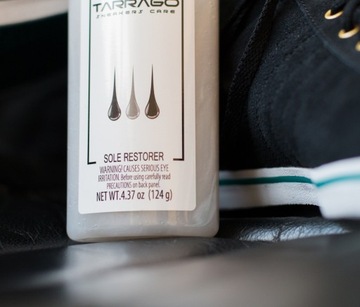 TARRAGO
SNEAKERS CARE
SOLE RESTORER
WARNING! CAUSES SERIOUS EYE
IRRITATION. Before using carefully read
PRECAUTIONS on back panel.
NET WT. 4.37 oz (124 g)